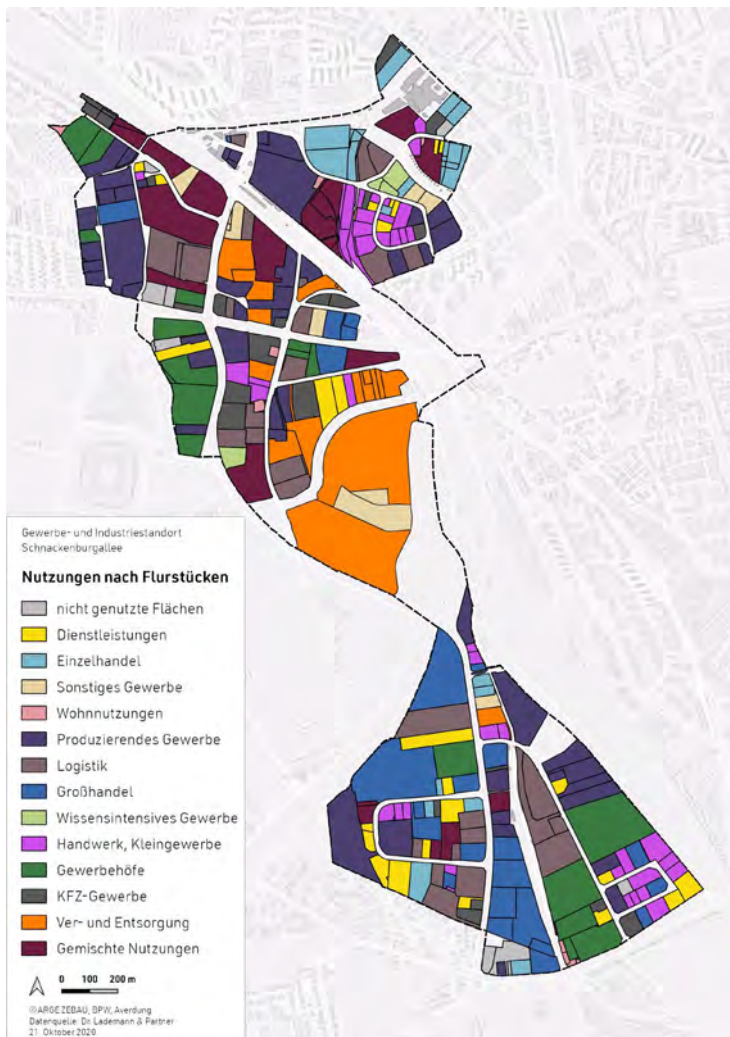 Gewerbe- und Industriestandort
Schnackenburgallee
Nutzungen nach Flurstücken
nicht genutzte Flächen
Dienstleistungen
Einzelhandel
Sonstiges Gewerbe
Wohnnutzungen
Produzierendes Gewerbe
Logistik
Großhandel
Wissensintensives Gewerbe
Handwerk, Kleingewerbe
Gewerbehöfe
KFZ-Gewerbe
Ver- und Entsorgung
Gemischte Nutzungen
0 100 200 m
©ARGE ZEBAU, BPW, Averdung
Datenquelle: Dr. Lademann & Partner
21. Oktober 2020